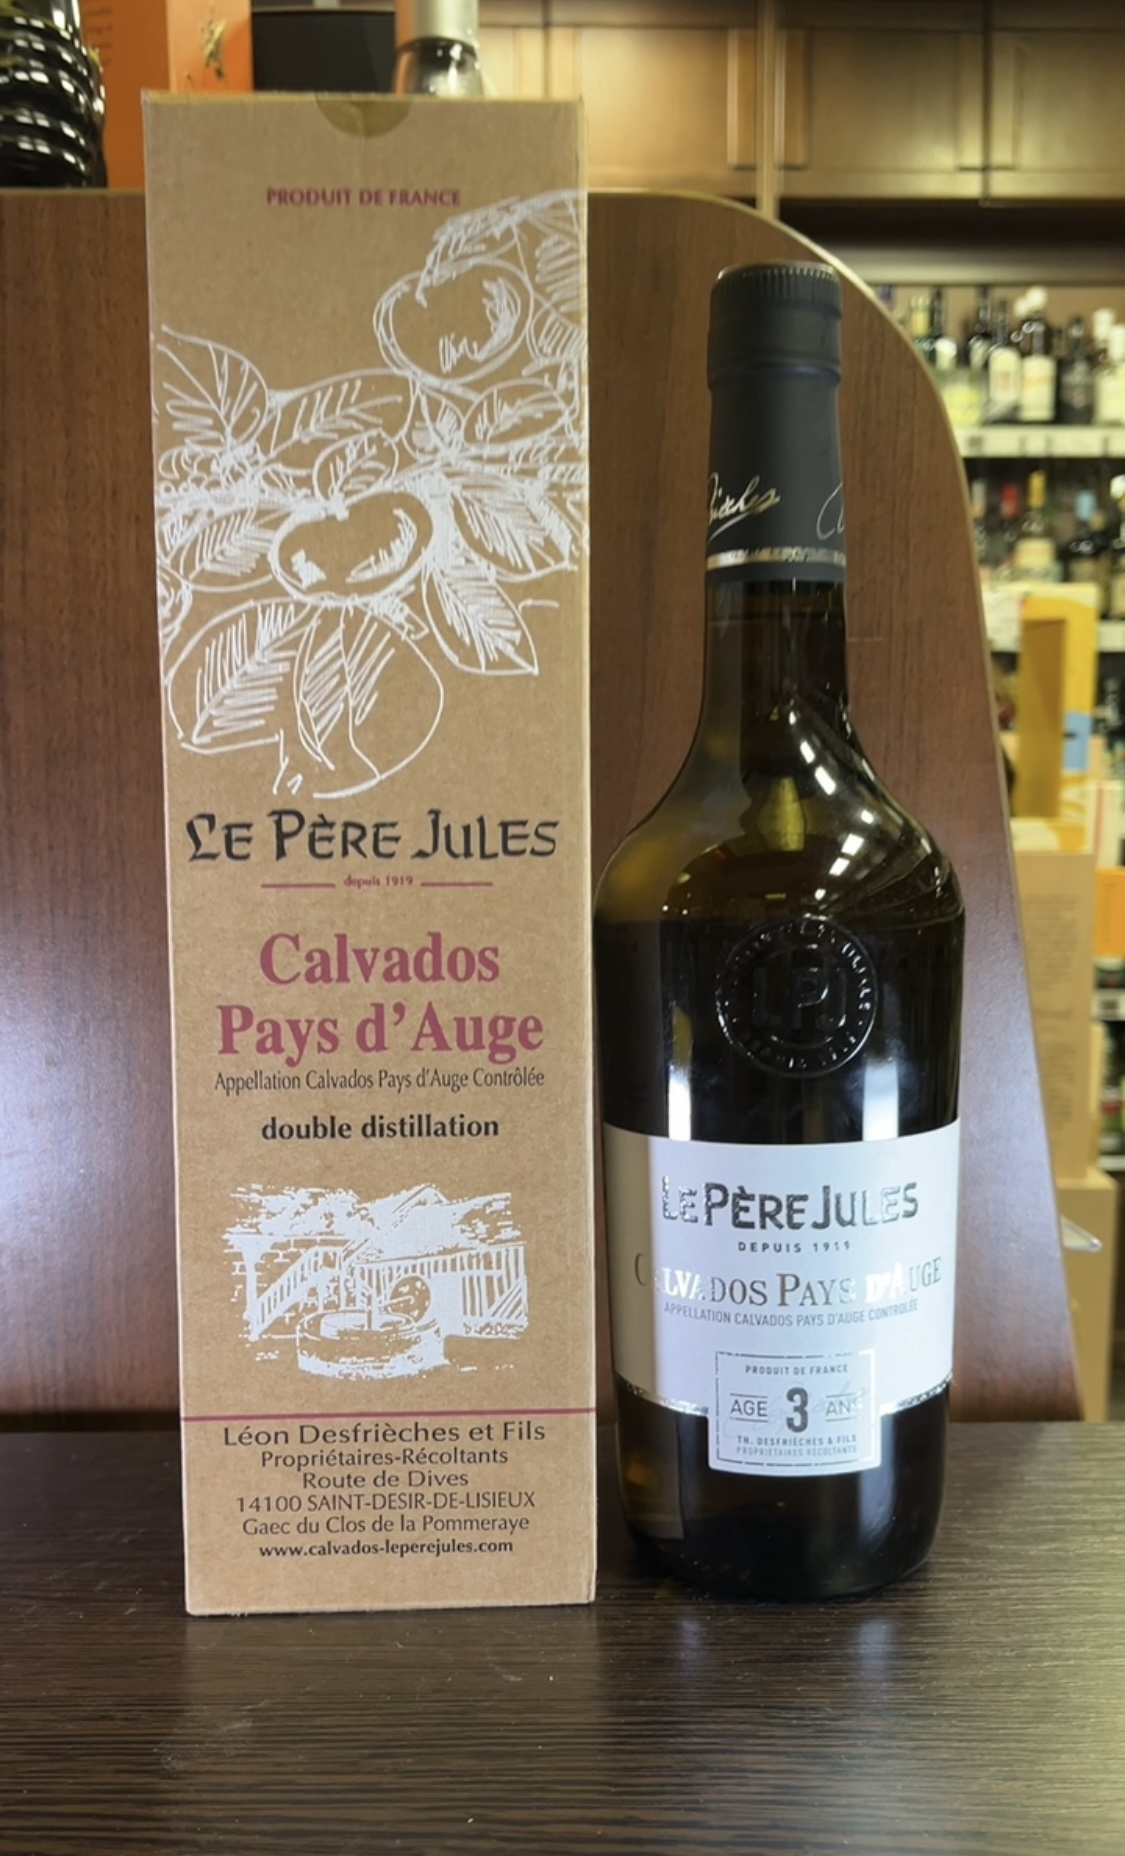 PRODUIT DE FRANCE
LE PÈRE JULES
depuis 1919
Calvados
Pays d'Auge
Appellation Calvados Pays d'Auge Contrôlée
double distillation
Léon Desfrièches et Fils
Propriétaires-Récoltants
Route de Dives
14100 SAINT-DESIR-DE-LISIEUX
Gaec du Clos de la Pommeraye
www.calvados-leperejules.com
LPJ
LE PÈRE JULES
DEPUIS 1919
CALVADOS PAYS D'AUGE
APPELLATION CALVADOS PAYS D'AUGE CONTROLÉE
PRODUIT DE FRANCE
AGE 3 ANS
TH. DESFRIÈCHES & FILS
PROPRIÉTAIRES RÉCOLTANTS